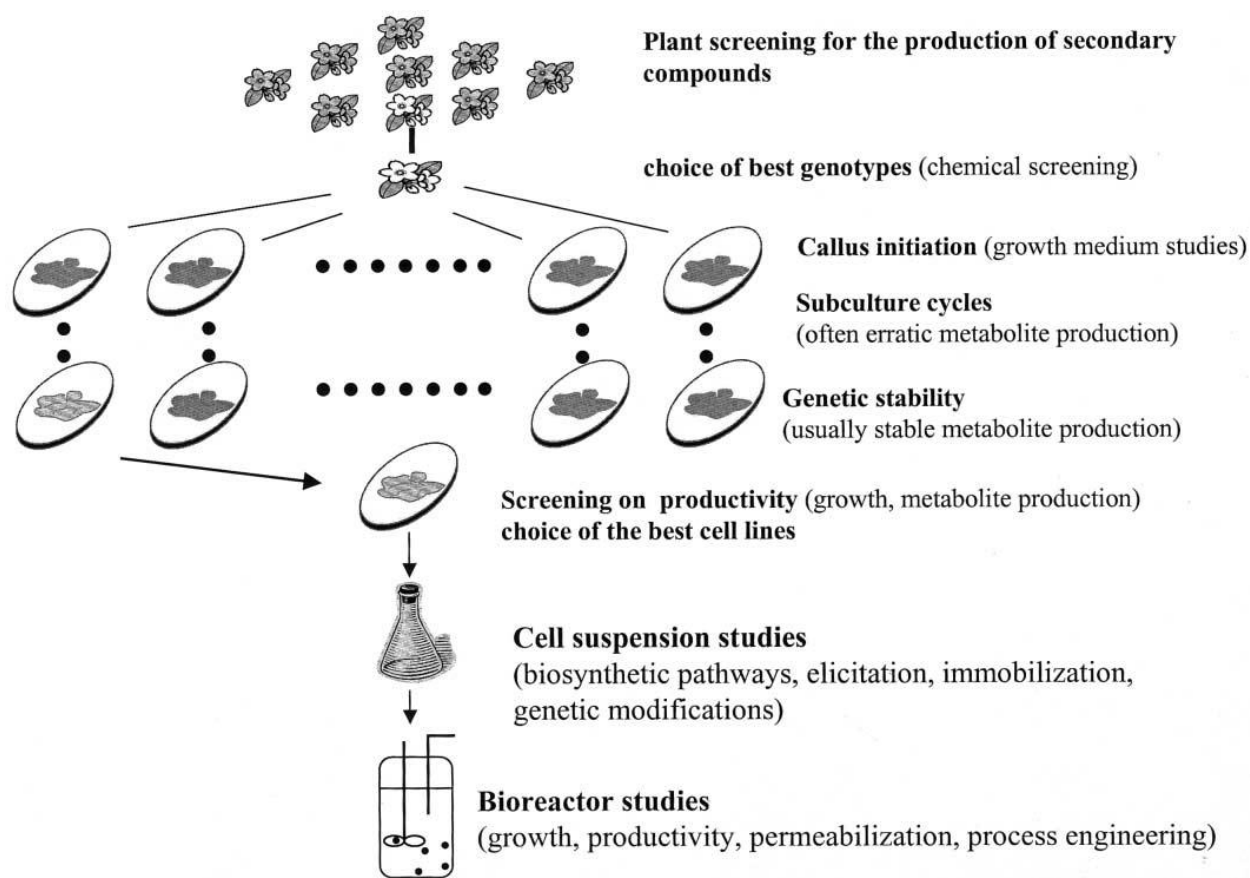 Plant screening for the production of secondary
compounds
choice of best genotypes (chemical screening)
Callus initiation (growth medium studies)
Subculture cycles
(often erratic metabolite production)
Genetic stability
(usually stable metabolite production)
Screening on productivity (growth, metabolite production)
choice of the best cell lines
Cell suspension studies
(biosynthetic pathways, elicitation, immobilization,
genetic modifications)
Bioreactor studies
(growth, productivity, permeabilization, process engineering)